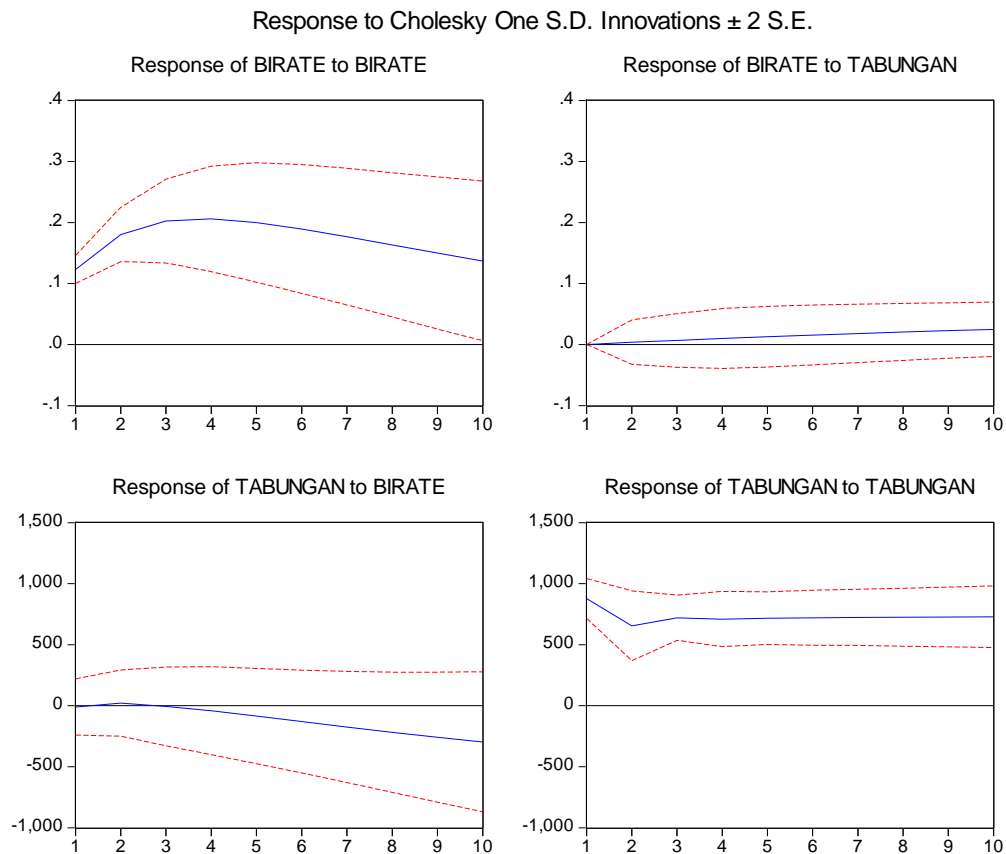 Response to Cholesky One S.D. Innovations ± 2 S.E.
Response of BIRATE to BIRATE
.4
.3
.2
.1
.0
-.1
1 2 3 4 5 6 7 8 9 10
Response of BIRATE to TABUNGAN
.4
.3
.2
.1
.0
-.1
1 2 3 4 5 6 7 8 9 10
Response of TABUNGAN to BIRATE
1,500
1,000
500
0
-500
-1,000
1 2 3 4 5 6 7 8 9 10
Response of TABUNGAN to TABUNGAN
1,500
1,000
500
0
-500
-1,000
1 2 3 4 5 6 7 8 9 10